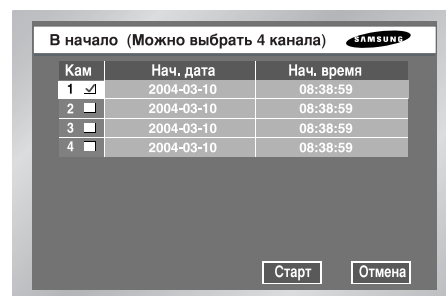 В начало (Можно выбрать 4 канала) SAMSUNG
Кам Нач. дата Нач. время
1 2004-03-10 08:38:59
2 2004-03-10 08:38:59
3 2004-03-10 08:38:59
4 2004-03-10 08:38:59
Старт Отмена